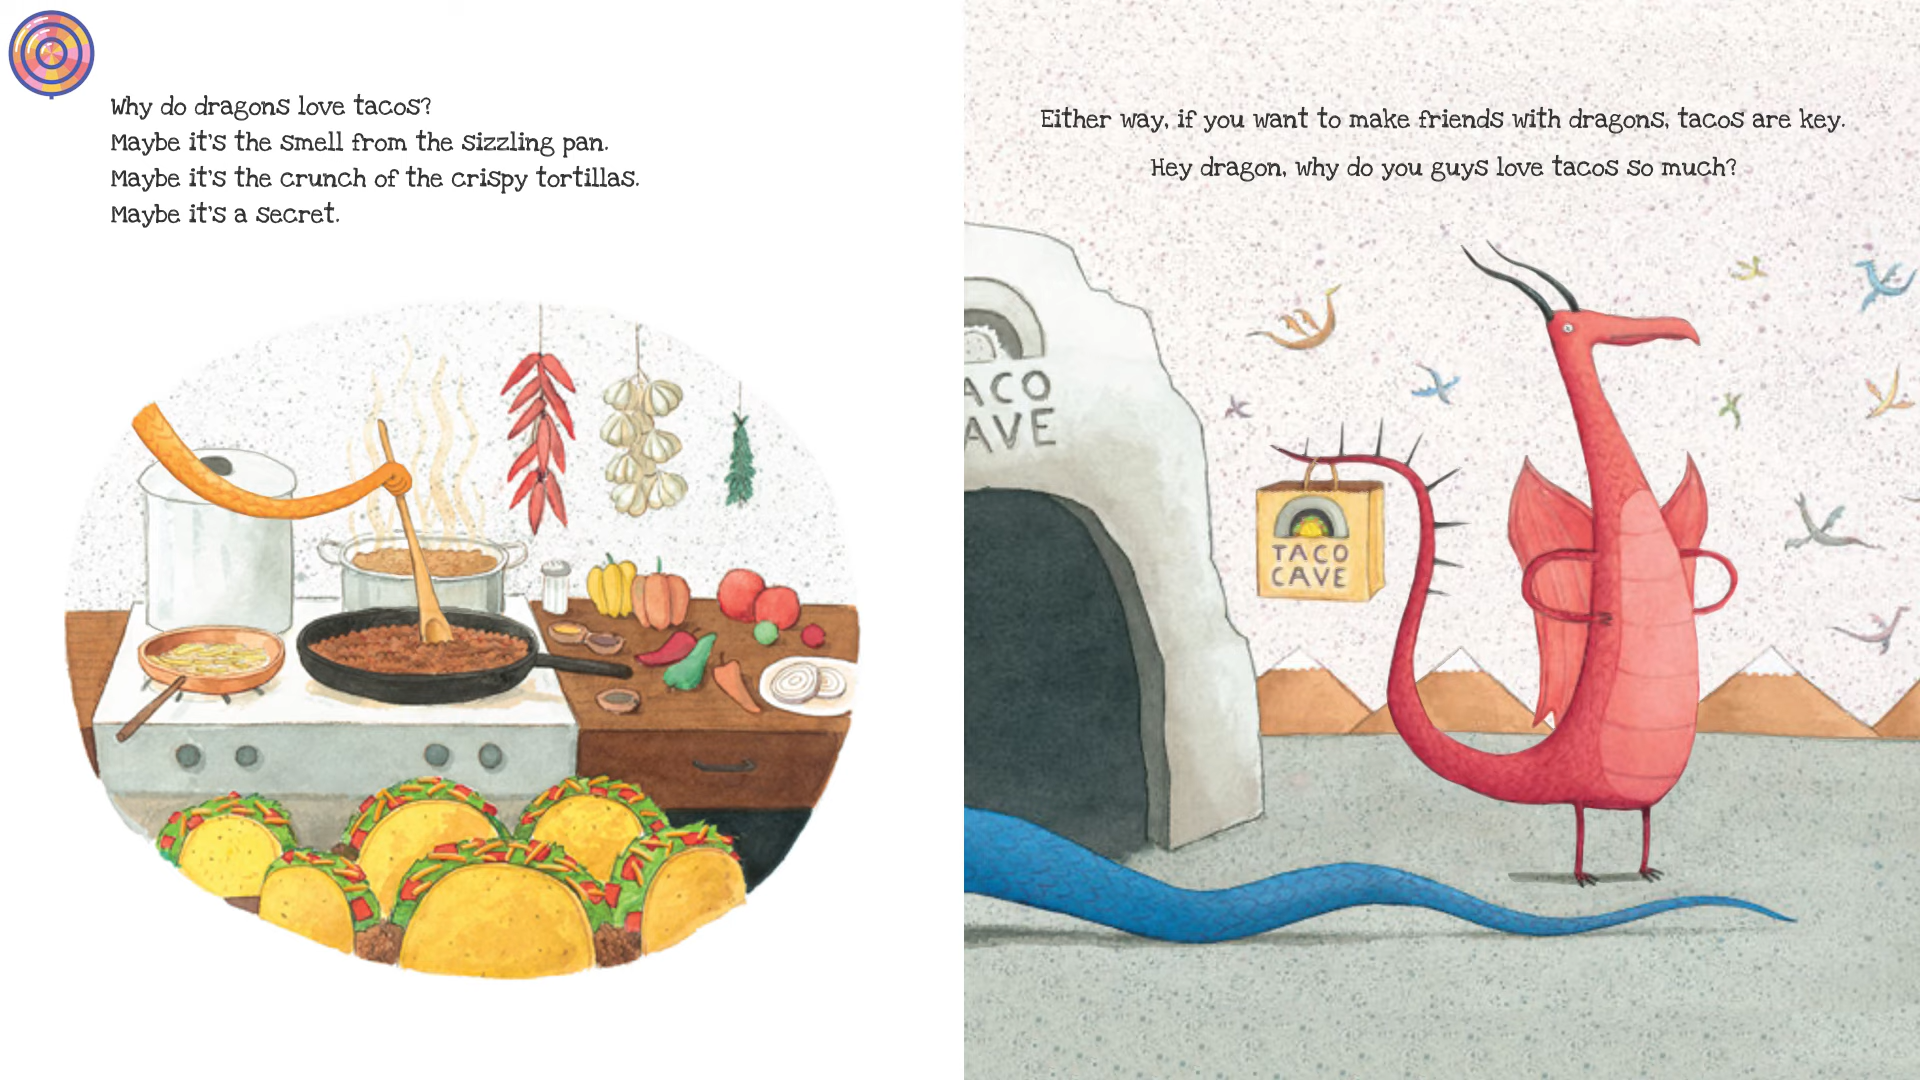 Why do dragons love tacos?
Maybe it's the smell from the sizzling pan.
Maybe it's the crunch of the crispy tortillas.
Maybe it's a secret.
Either way, if you want to make friends with dragons, tacos are key.
Hey dragon, why do you guys love tacos so much?
ACO
AVE
TACO
CAVE